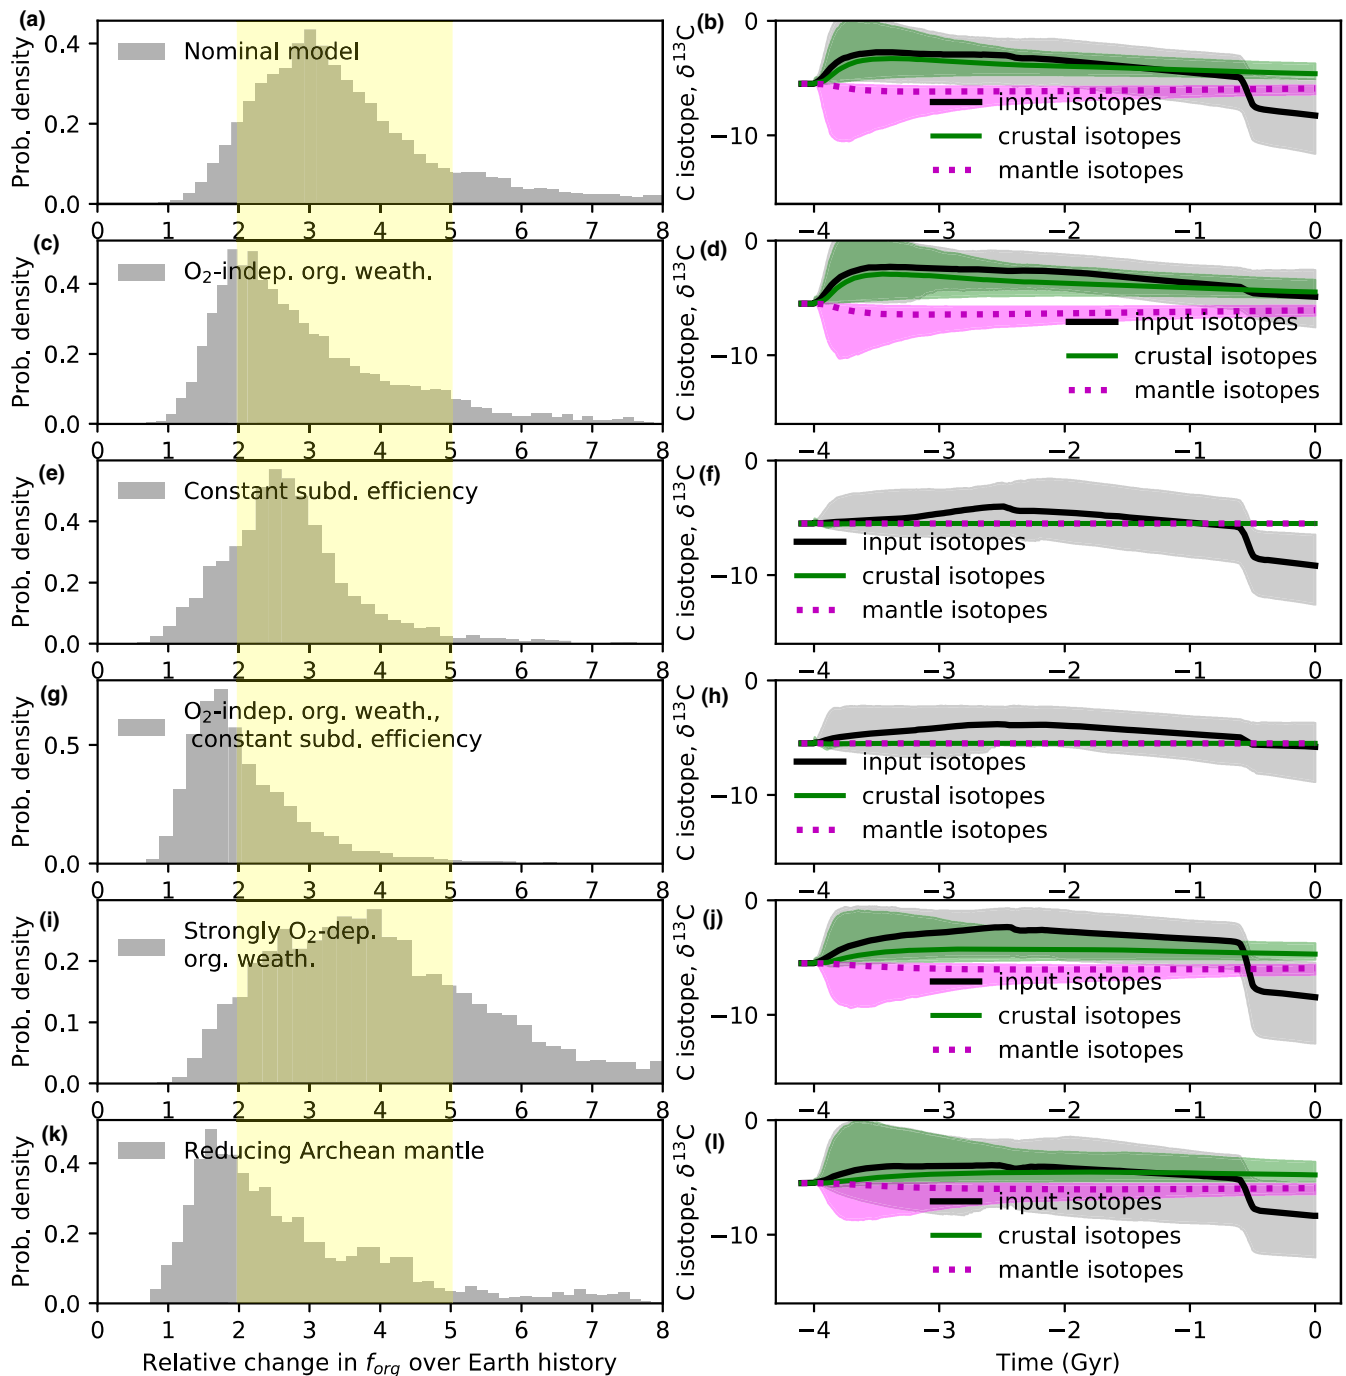 (a)
Prob. density
0.4
0.2
0.0
Nominal model
0 1 2 3 4 5 6 7 8
(b)
C isotope, δ¹³C
0
−10
input isotopes
crustal isotopes
mantle isotopes
−4 −3 −2 −1 0
(c)
Prob. density
0.4
0.2
0.0
O₂-indep. org. weath.
0 1 2 3 4 5 6 7 8
(d)
C isotope, δ¹³C
0
−10
input isotopes
crustal isotopes
mantle isotopes
−4 −3 −2 −1 0
(e)
Prob. density
0.4
0.2
0.0
Constant subd. efficiency
0 1 2 3 4 5 6 7 8
(f)
C isotope, δ¹³C
0
−10
input isotopes
crustal isotopes
mantle isotopes
−4 −3 −2 −1 0
(g)
Prob. density
0.5
0.0
O₂-indep. org. weath.,
constant subd. efficiency
0 1 2 3 4 5 6 7 8
(h)
C isotope, δ¹³C
0
−10
input isotopes
crustal isotopes
mantle isotopes
−4 −3 −2 −1 0
(i)
Prob. density
0.2
0.1
0.0
Strongly O₂-dep.
org. weath.
0 1 2 3 4 5 6 7 8
(j)
C isotope, δ¹³C
0
−10
input isotopes
crustal isotopes
mantle isotopes
−4 −3 −2 −1 0
(k)
Prob. density
0.4
0.2
0.0
Reducing Archean mantle
0 1 2 3 4 5 6 7 8
Relative change in f_org over Earth history
(l)
C isotope, δ¹³C
0
−10
input isotopes
crustal isotopes
mantle isotopes
−4 −3 −2 −1 0
Time (Gyr)